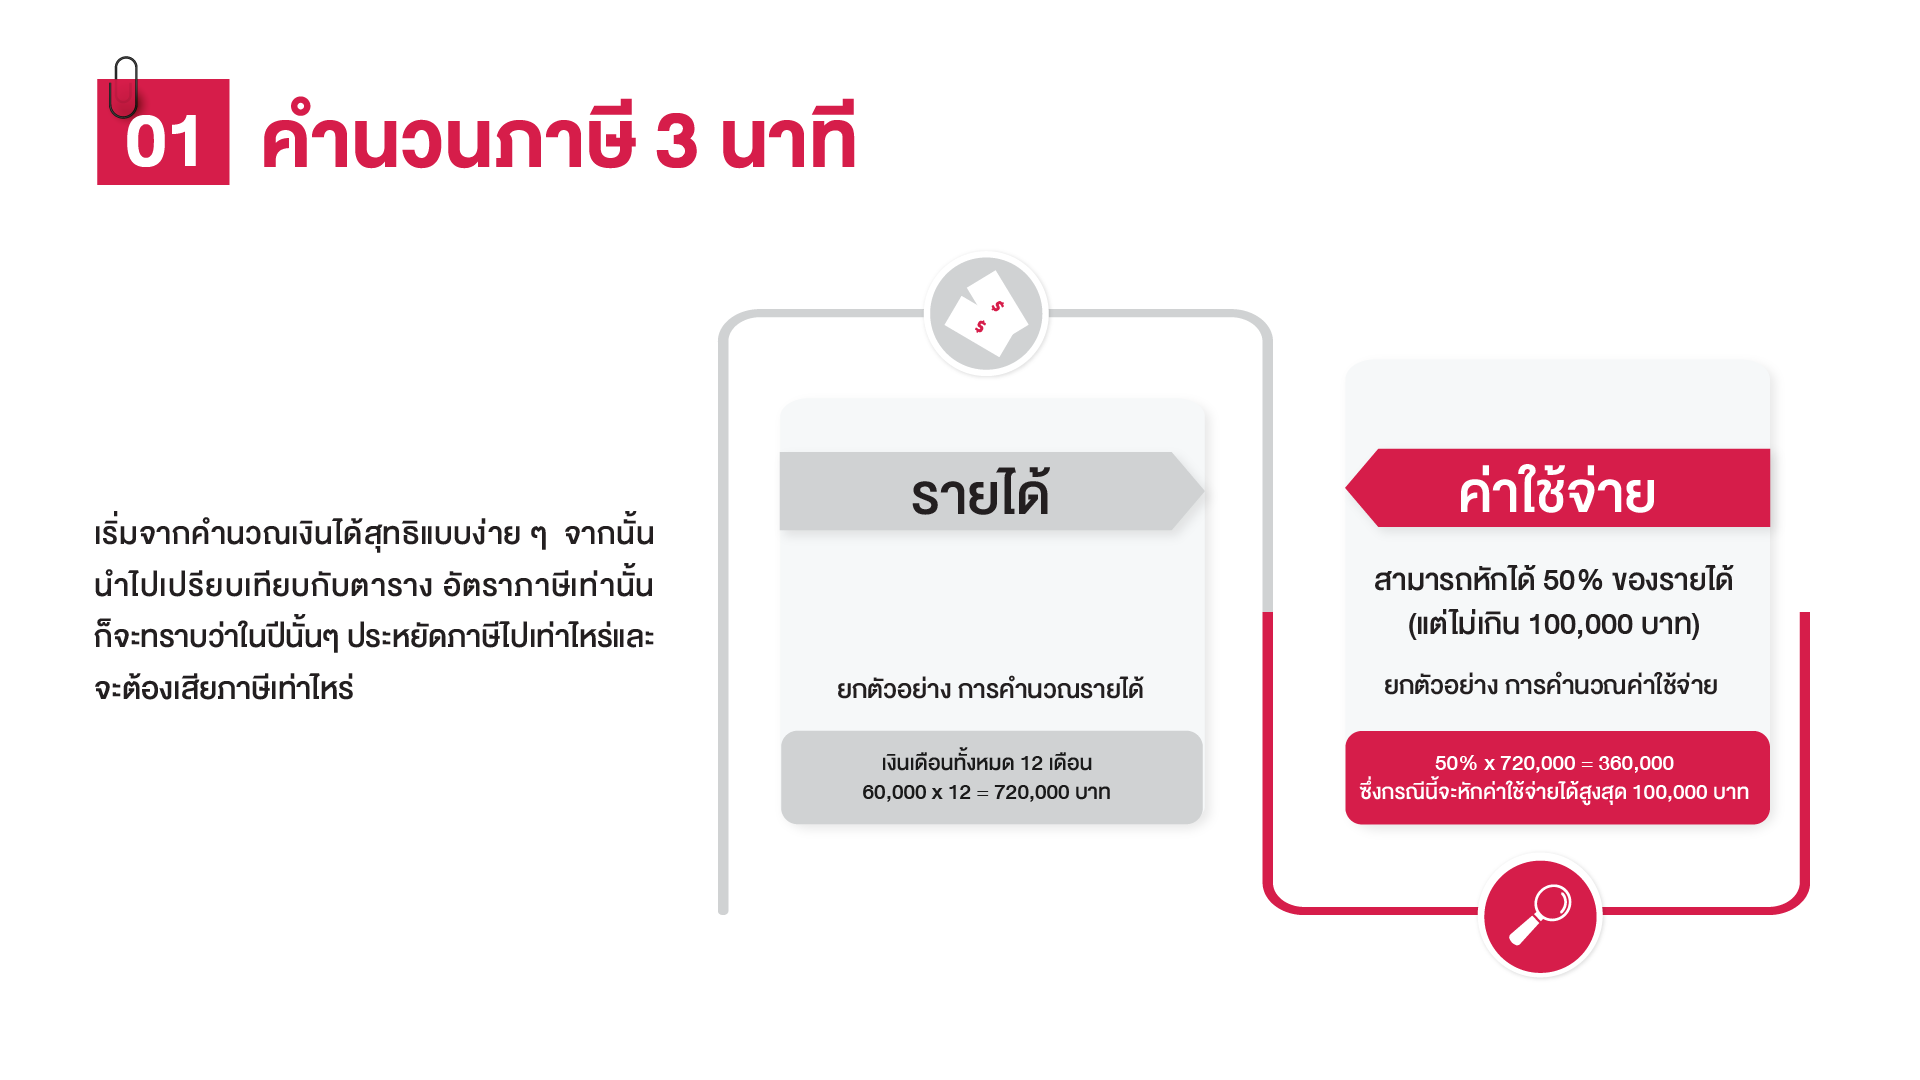 01
คำนวนภาษี 3 นาที
เริ่มจากคำนวณเงินได้สุทธิแบบง่าย ๆ จากนั้น
นำไปเปรียบเทียบกับตาราง อัตราภาษีเท่านั้น
ก็จะทราบว่าในปีนั้นๆ ประหยัดภาษีไปเท่าไหร่และ
จะต้องเสียภาษีเท่าไหร่
$
$
รายได้
ยกตัวอย่าง การคำนวณรายได้
เงินเดือนทั้งหมด 12 เดือน
60,000 x 12 = 720,000 บาท
ค่าใช้จ่าย
สามารถหักได้ 50% ของรายได้
(แต่ไม่เกิน 100,000 บาท)
ยกตัวอย่าง การคำนวณค่าใช้จ่าย
50% x 720,000 = 360,000
ซึ่งกรณีนี้จะหักค่าใช้จ่ายได้สูงสุด 100,000 บาท